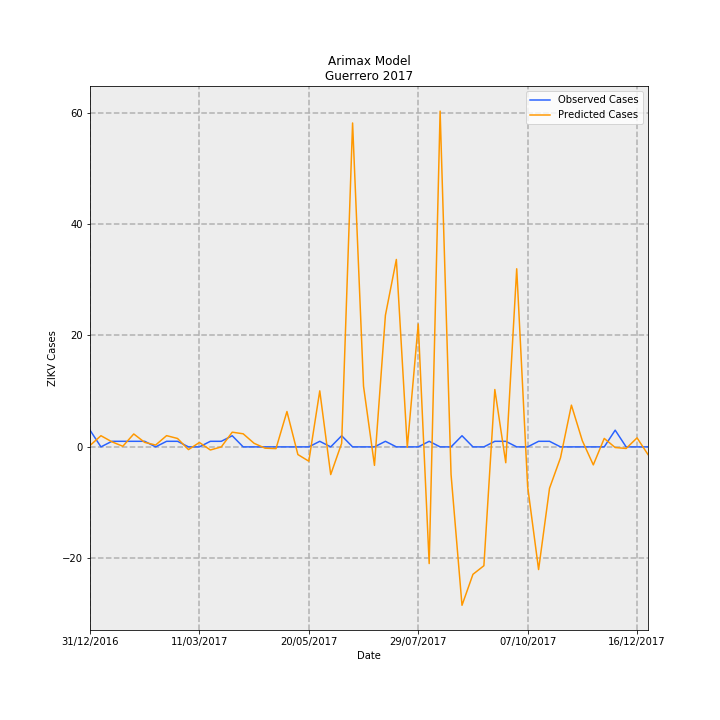 Arimax Model
Guerrero 2017
Observed Cases
Predicted Cases
60
40
20
0
−20
ZIKV Cases
31/12/2016
11/03/2017
20/05/2017
29/07/2017
07/10/2017
16/12/2017
Date